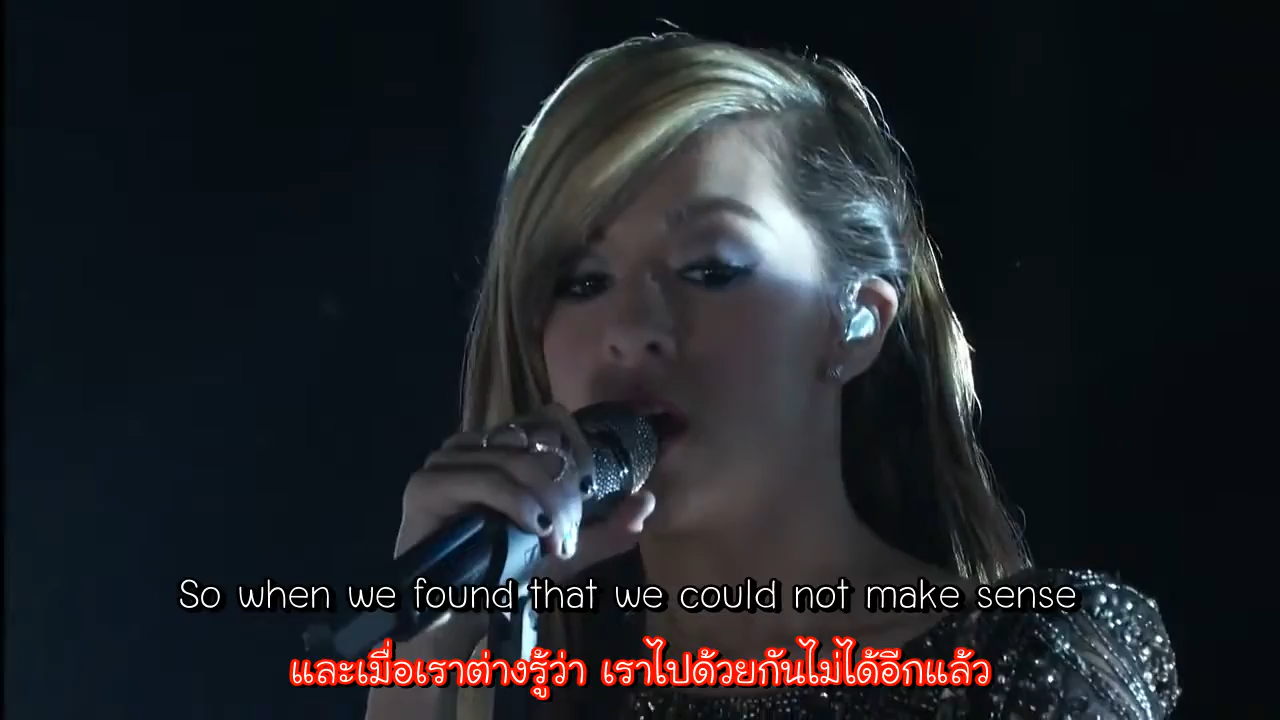 So when we found that we could not make sense
และเมื่อเราต่างรู้ว่า เราไปด้วยกันไม่ได้อีกแล้ว